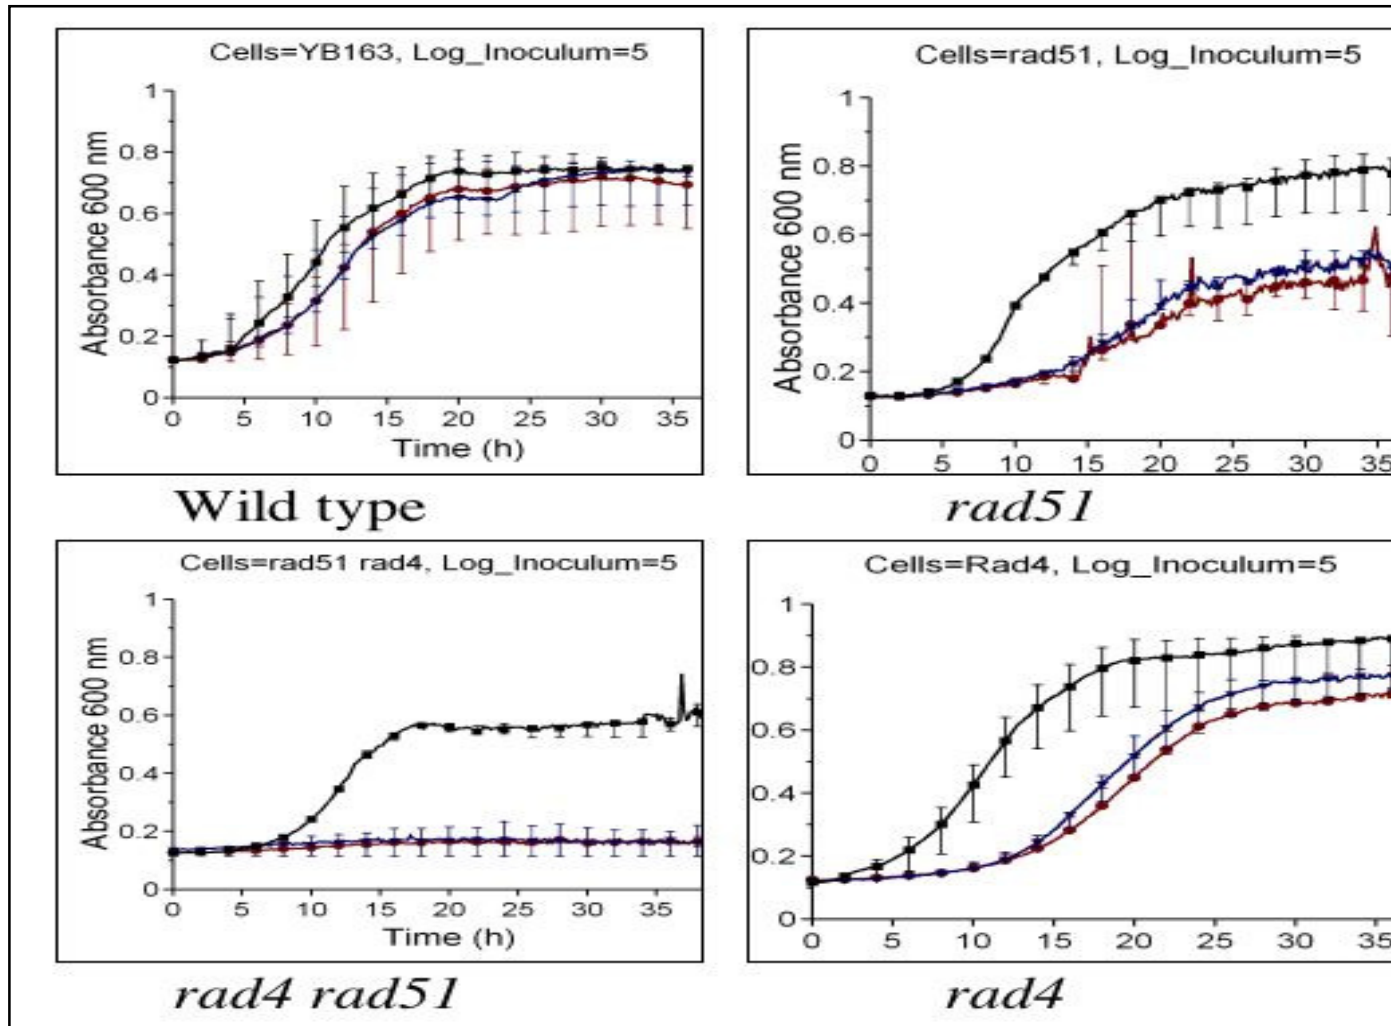 Cells=YB163, Log_Inoculum=5
1
0.8
0.6
0.4
0.2
0
Absorbance 600 nm
0 5 10 15 20 25 30 35
Time (h)
Wild type
Cells=rad51, Log_Inoculum=5
1
0.8
0.6
0.4
0.2
0
Absorbance 600 nm
0 5 10 15 20 25 30 35
rad51
Cells=rad51 rad4, Log_Inoculum=5
1
0.8
0.6
0.4
0.2
0
Absorbance 600 nm
0 5 10 15 20 25 30 35
Time (h)
rad4 rad51
Cells=Rad4, Log_Inoculum=5
1
0.8
0.6
0.4
0.2
0
0 5 10 15 20 25 30 35
rad4